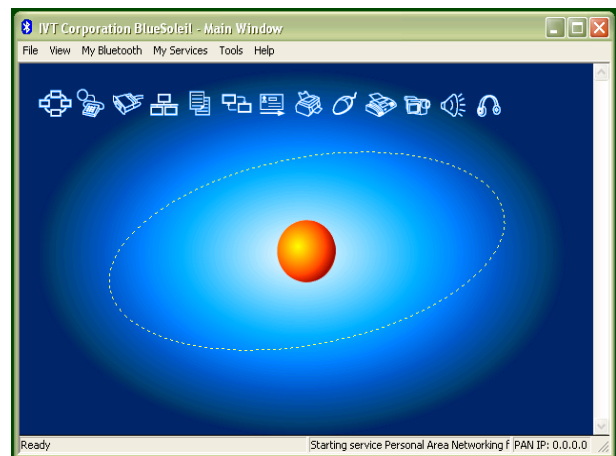 IVT Corporation BlueSoleil - Main Window
File View My Bluetooth My Services Tools Help
Ready Starting service Personal Area Networking f PAN IP: 0.0.0.0